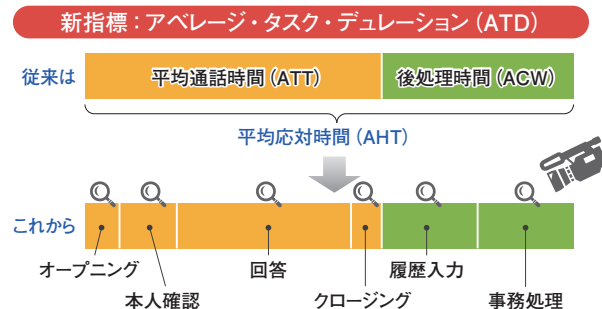 新指標：アベレージ・タスク・デュレーション（ATD）
従来は
平均通話時間（ATT）
後処理時間（ACW）
平均応対時間（AHT）
これから
オープニング
本人確認
回答
クロージング
履歴入力
事務処理